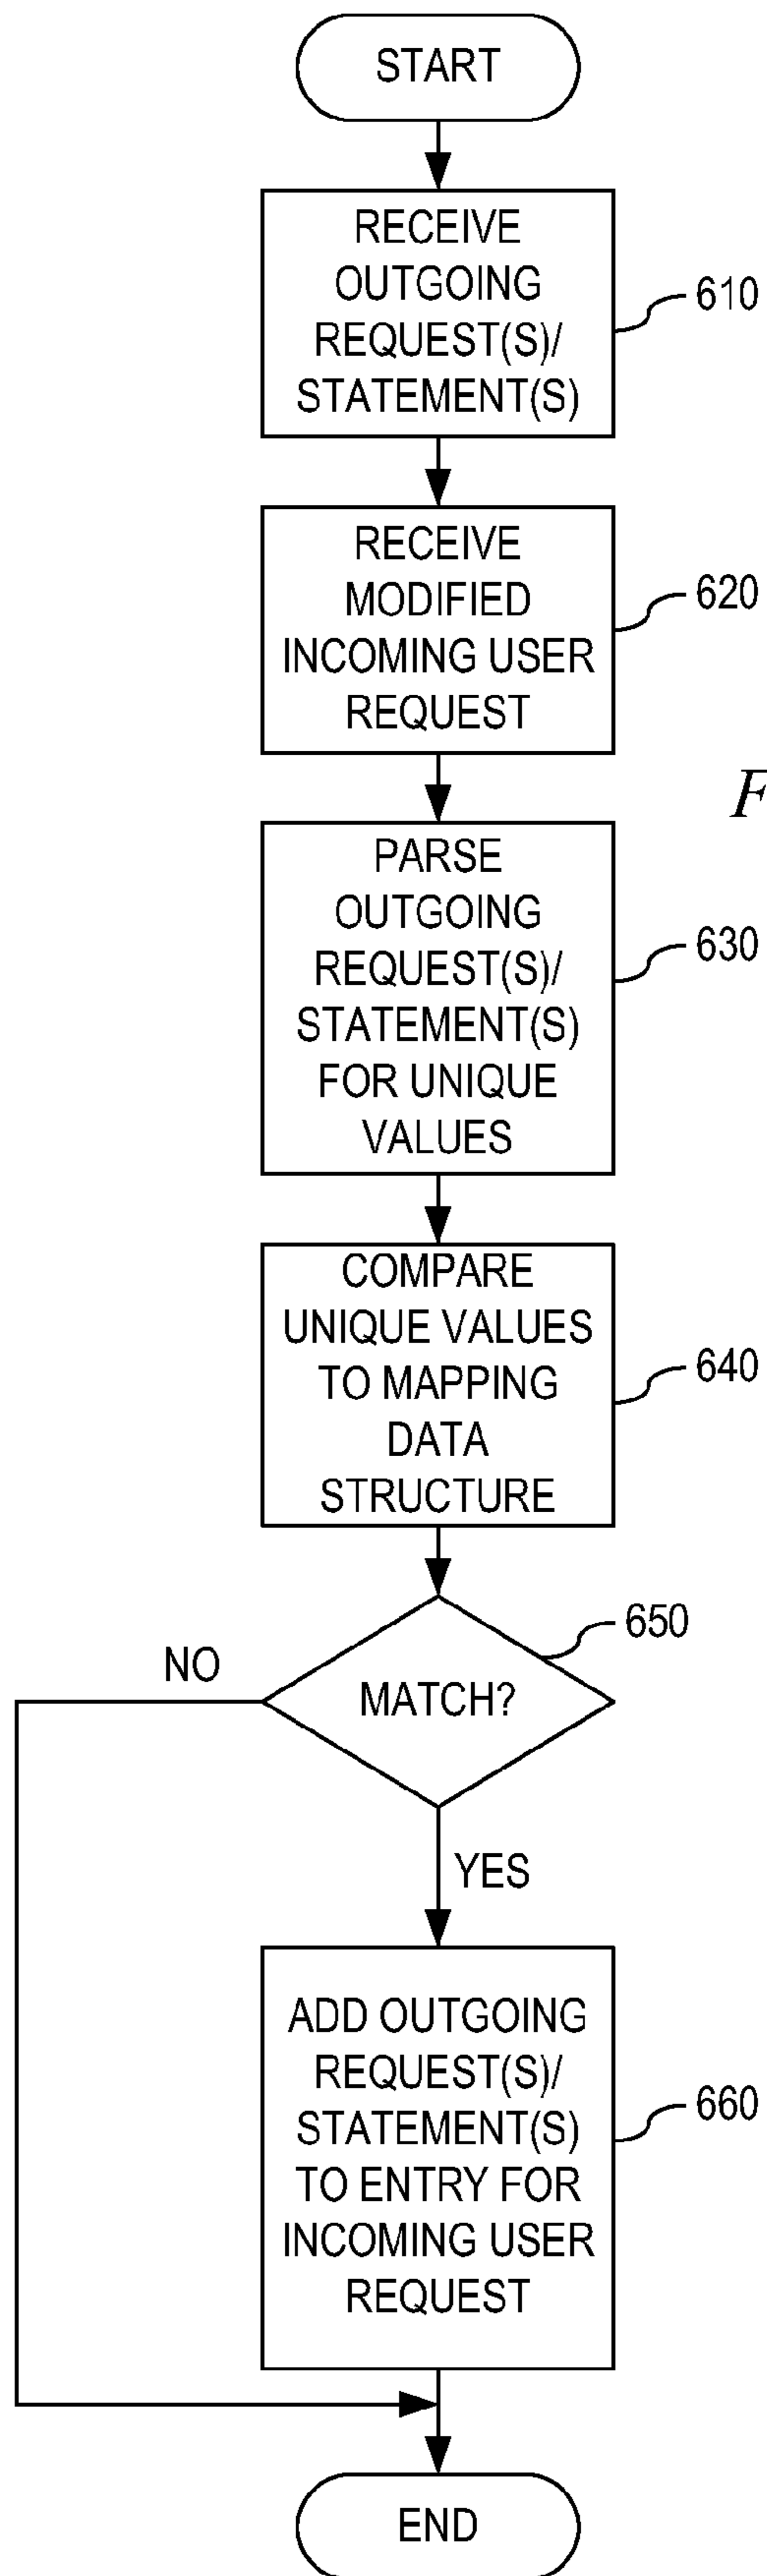 START
RECEIVE
OUTGOING
REQUEST(S)/
STATEMENT(S)
610
RECEIVE
MODIFIED
INCOMING USER
REQUEST
620
F
PARSE
OUTGOING
REQUEST(S)/
STATEMENT(S)
FOR UNIQUE
VALUES
630
COMPARE
UNIQUE VALUES
TO MAPPING
DATA
STRUCTURE
640
MATCH?
650
NO
YES
ADD OUTGOING
REQUEST(S)/
STATEMENT(S)
TO ENTRY FOR
INCOMING USER
REQUEST
660
END